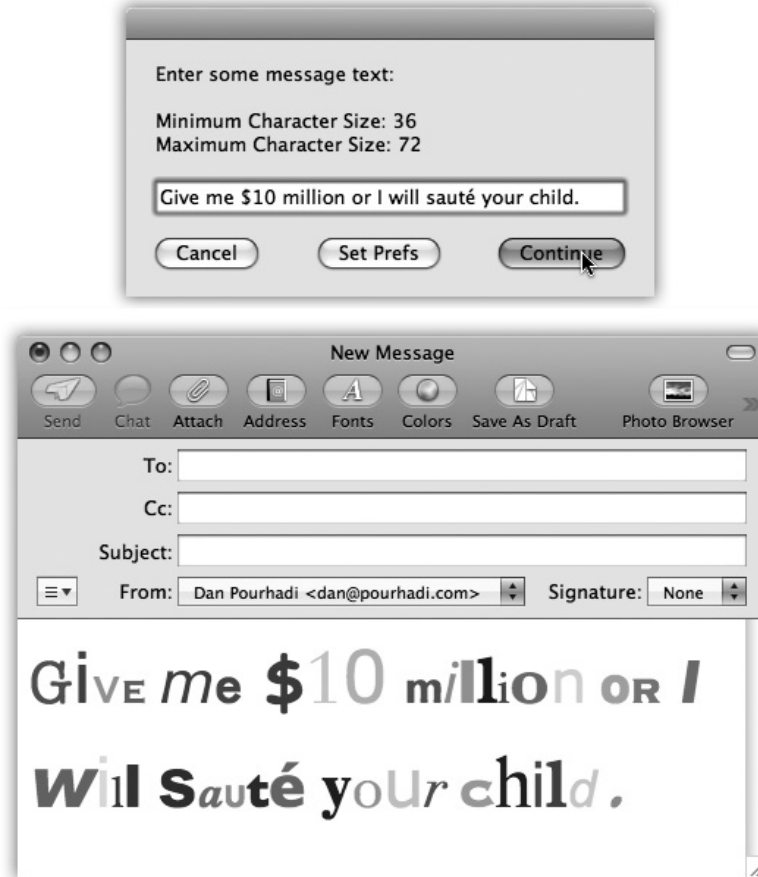 Enter some message text:
Minimum Character Size: 36
Maximum Character Size: 72
Give me $10 million or I will sauté your child.
Cancel Set Prefs Continue
New Message
Send Chat Attach Address Fonts Colors Save As Draft Photo Browser
To:
Cc:
Subject:
From: Dan Pourhadi <dan@pourhadi.com> Signature: None
Give me $10 million or I
Will Sauté your child.